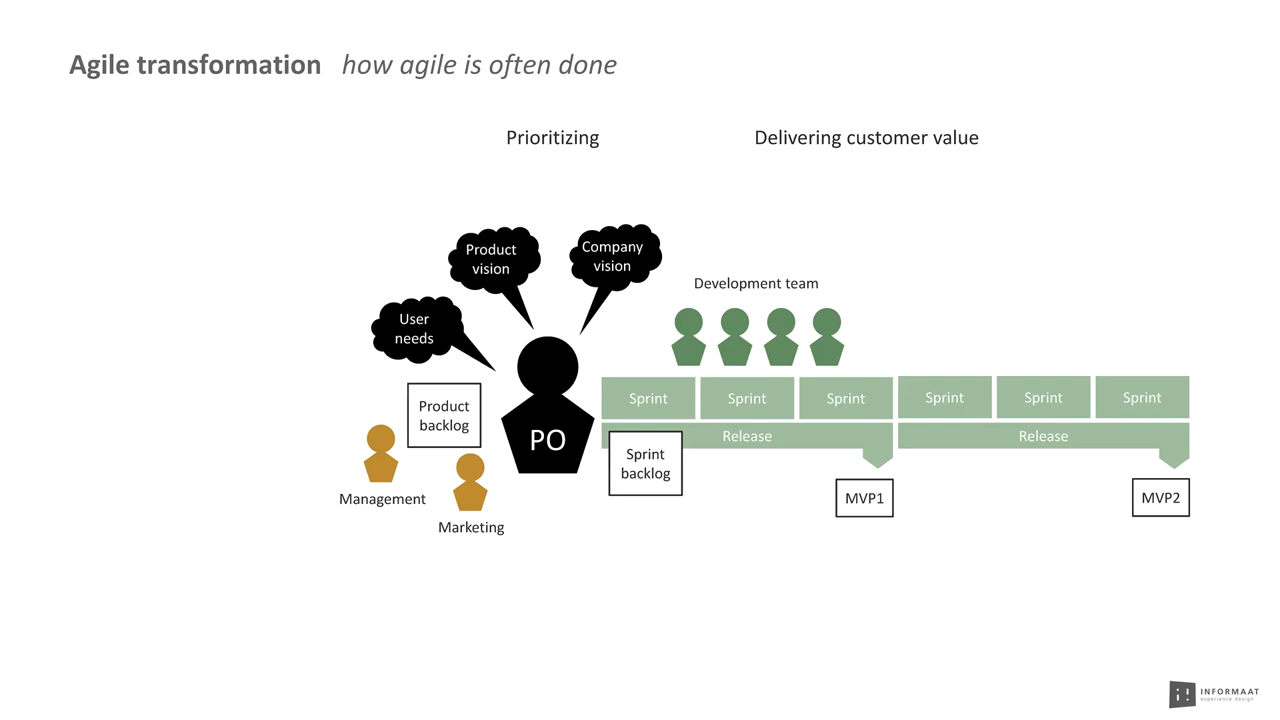 Agile transformation how agile is often done
Prioritizing
Delivering customer value
Product
vision
Company
vision
User
needs
Development team
Product
backlog
PO
Sprint
Sprint
Sprint
Sprint
Sprint
Sprint
Release
Release
Sprint
backlog
Management
Marketing
MVP1
MVP2
INFORMAAT
experience design